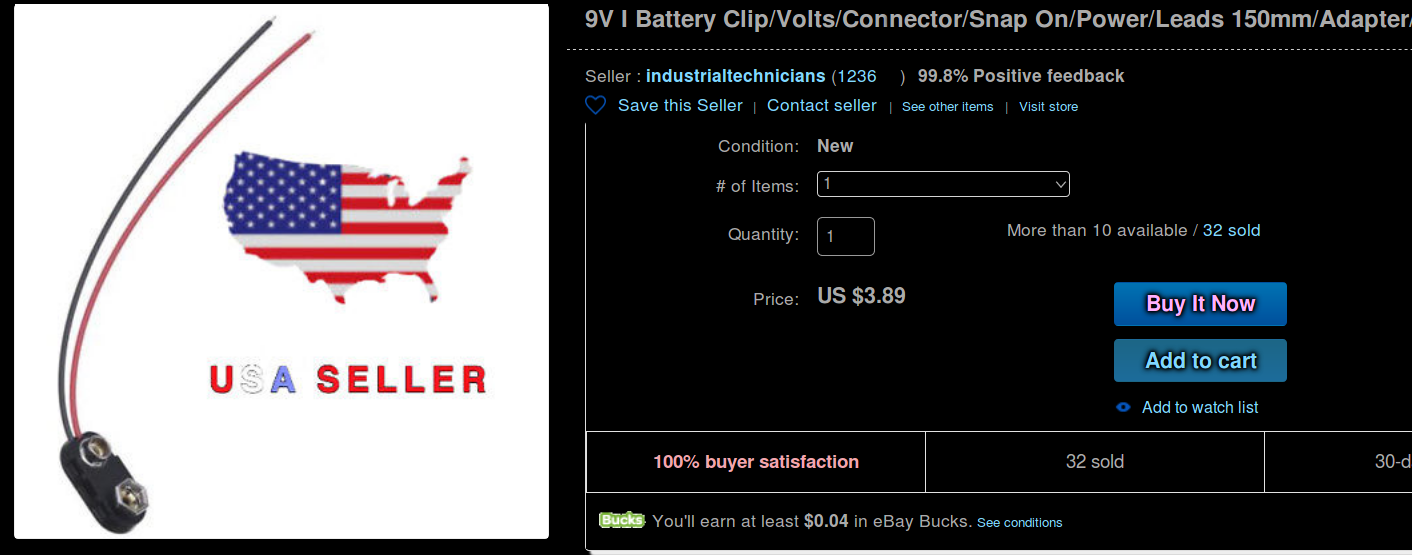 9V I Battery Clip/Volts/Connector/Snap On/Power/Leads 150mm/Adapter/
Seller : industrialtechnicians (1236 ) 99.8% Positive feedback
Save this Seller | Contact seller | See other items | Visit store
Condition: New
# of Items: 1
Quantity: 1 More than 10 available / 32 sold
Price: US $3.89
Buy It Now
Add to cart
Add to watch list
USA SELLER
100% buyer satisfaction 32 sold 30-d
Bucks You'll earn at least $0.04 in eBay Bucks. See conditions